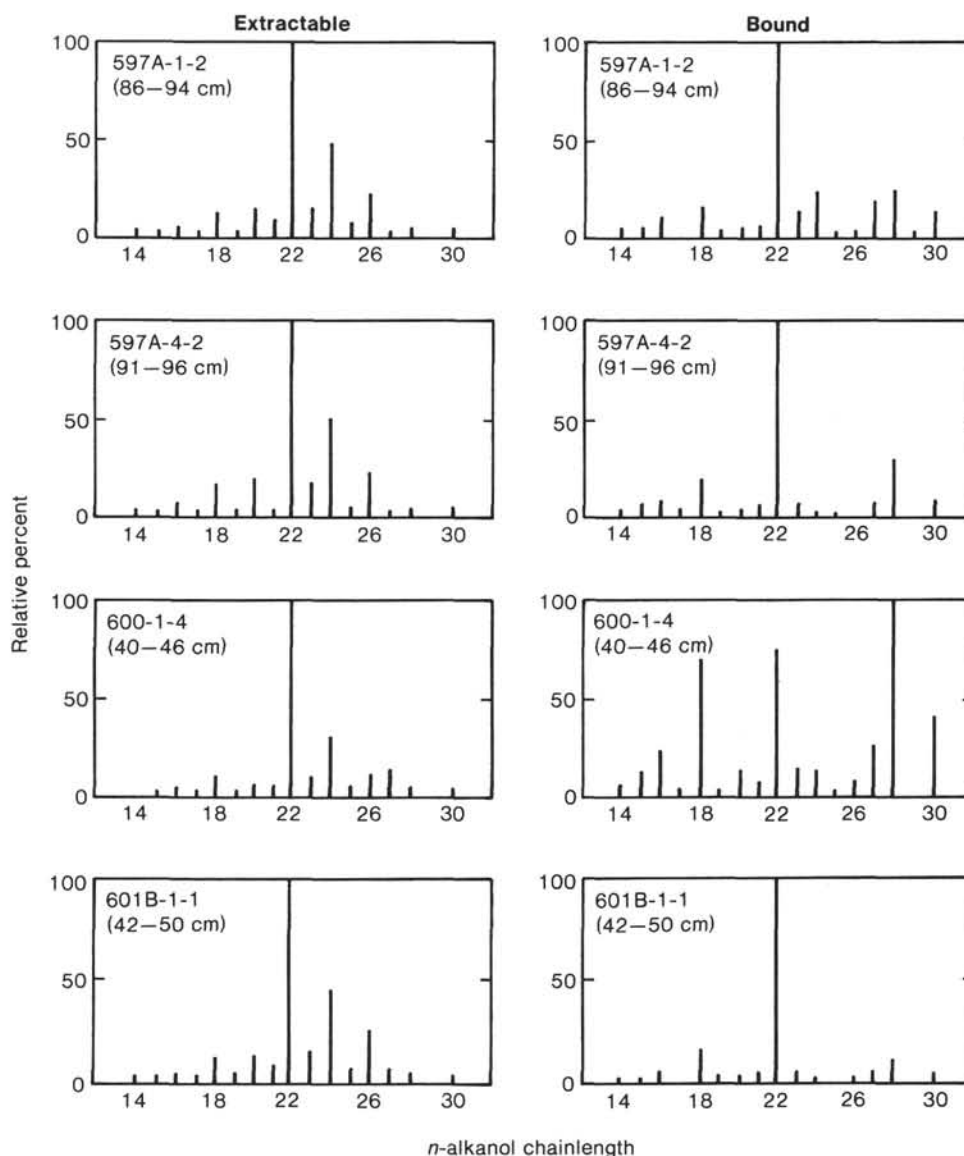 Extractable
Bound
100
597A-1-2
(86—94 cm)
50
0
14 18 22 26 30
100
597A-1-2
(86—94 cm)
50
0
14 18 22 26 30
100
597A-4-2
(91—96 cm)
50
0
14 18 22 26 30
100
597A-4-2
(91—96 cm)
50
0
14 18 22 26 30
Relative percent
100
600-1-4
(40—46 cm)
50
0
14 18 22 26 30
100
600-1-4
(40—46 cm)
50
0
14 18 22 26 30
100
601B-1-1
(42—50 cm)
50
0
14 18 22 26 30
100
601B-1-1
(42—50 cm)
50
0
14 18 22 26 30
n-alkanol chainlength